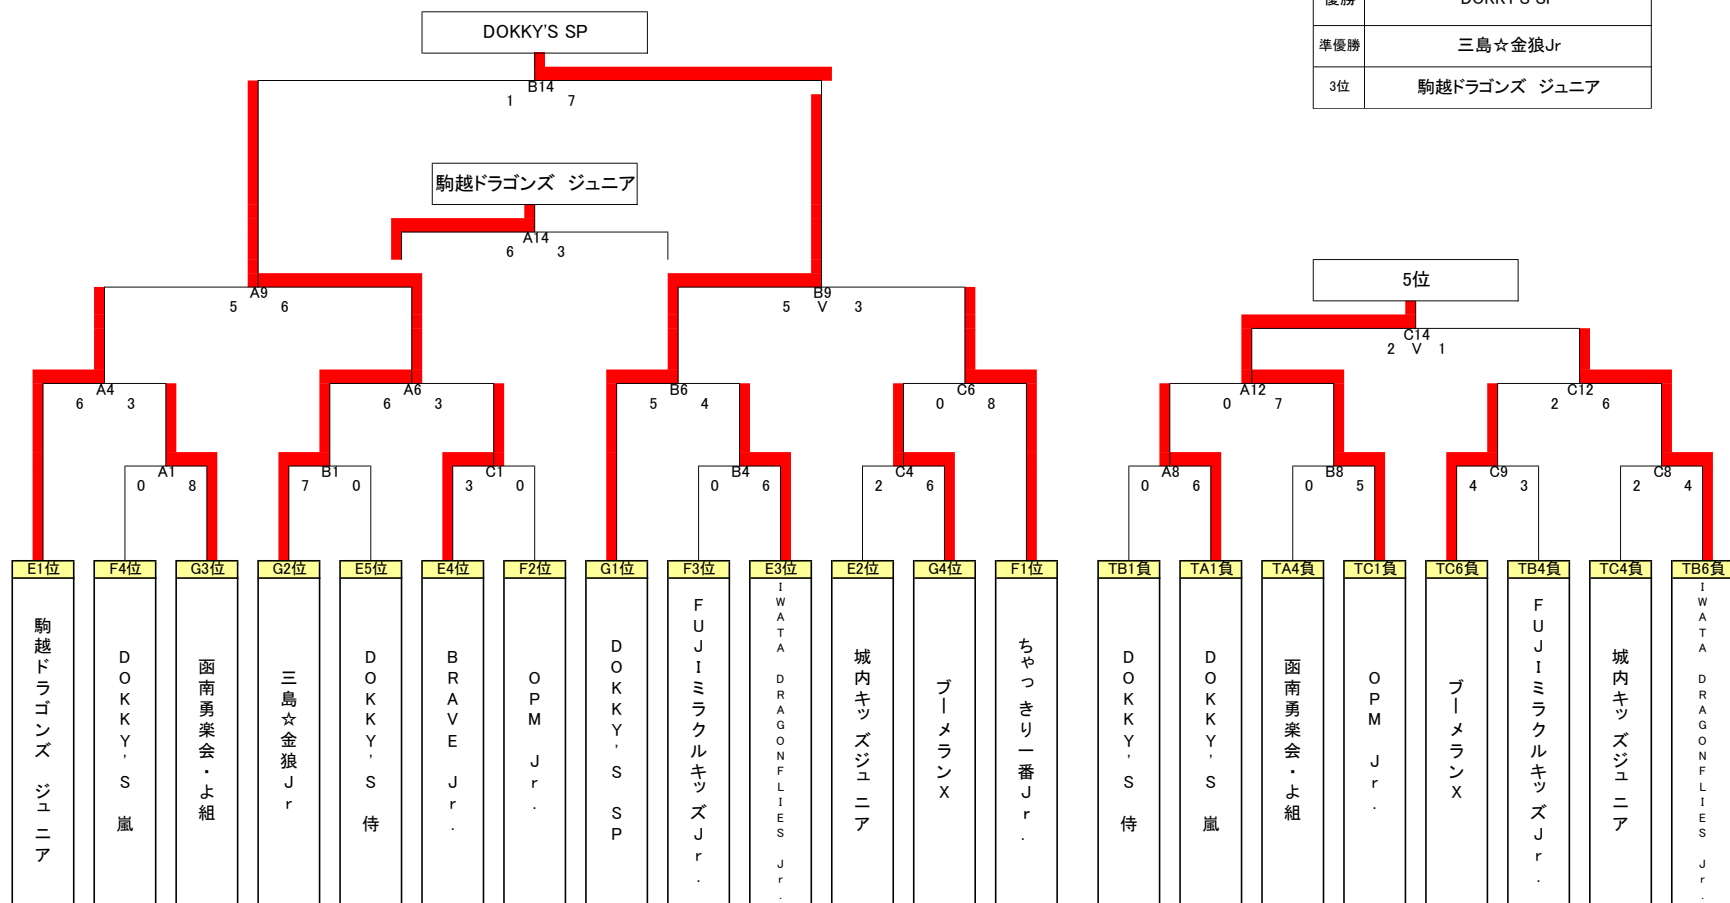 優勝 DOKKY'S SP
準優勝 三島☆金狼Jr
3位 駒越ドラゴンズ ジュニア
DOKKY'S SP
B14
1 7
駒越ドラゴンズ ジュニア
A14
6 3
5位
A9
5 6
B9
5 V 3
C14
2 V 1
A4
6 3
A6
6 3
B6
5 4
C6
0 8
A12
0 7
C12
2 6
A1
0 8
B1
7 0
C1
3 0
B4
0 6
C4
2 6
A8
0 6
B8
0 5
C9
4 3
C8
2 4
E1位 F4位 G3位 G2位 E5位 E4位 F2位 G1位 F3位 E3位 E2位 G4位 F1位 TB1負 TA1負 TA4負 TC1負 TC6負 TB4負 TC4負 TB6負
駒越ドラゴンズ ジュニア
DOKKY'S 嵐
函南勇楽会・よ組
三島☆金狼Jr
DOKKY'S 侍
BRAVE Jr.
OPM Jr.
DOKKY'S SP
FUJIミラクルキッズJr.
IWATA DRAGONFLIES Jr.
城内キッズジュニア
ブーメランX
ちゃっきり一番Jr.
DOKKY'S 侍
DOKKY'S 嵐
函南勇楽会・よ組
OPM Jr.
ブーメランX
FUJIミラクルキッズJr.
城内キッズジュニア
IWATA DRAGONFLIES Jr.